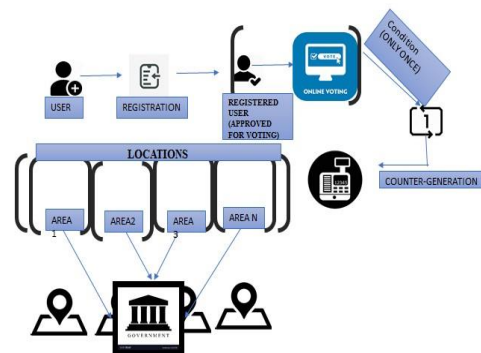 Condition
(ONLY ONCE)
VOTE
ONLINE VOTING
USER
REGISTRATION
REGISTERED
USER
(APPROVED
FOR VOTING)
1
COUNTER-GENERATION
LOCATIONS
AREA
1
AREA2
AREA
3
AREA N
GOVERNMENT